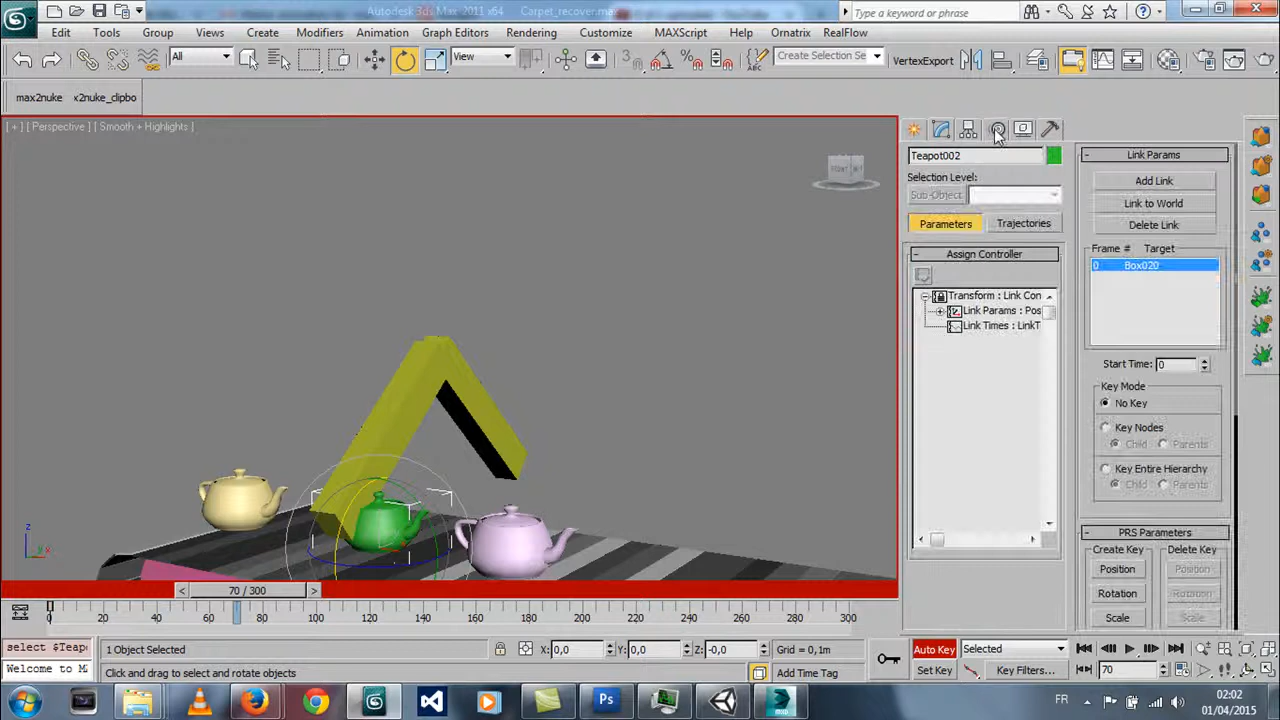 Autodesk 3ds Max 2011 x64 Carpet_recover.max
Type a keyword or phrase
Edit Tools Group Views Create Modifiers Animation Graph Editors Rendering Customize MAXScript Help Ornatrix RealFlow
All View Create Selection Se VertexExport
max2nuke x2nuke_clipbo
[ + ] [ Perspective ] [ Smooth + Highlights ]
FRONT
Teapot002
Selection Level:
Sub-Object
Parameters Trajectories
- Assign Controller
Transform : Link Con
Link Params : Pos
Link Times : LinkT
- Link Params
Add Link
Link to World
Delete Link
Frame # Target
0 Box020
Start Time: 0
Key Mode
No Key
Key Nodes
Child Parents
Key Entire Hierarchy
Child Parents
- PRS Parameters
Create Key Delete Key
Position Position
Rotation Rotation
Scale Scale
z
x
< 70 / 300 >
0 20 40 60 80 100 120 140 160 180 200 220 240 260 280 300
select $Teap 1 Object Selected X: 0,0 Y: 0,0 Z: -0,0 Grid = 0,1m Auto Key Selected
Welcome to M Click and drag to select and rotate objects Add Time Tag Set Key Key Filters... 70
FR 02:02
01/04/2015
Ps